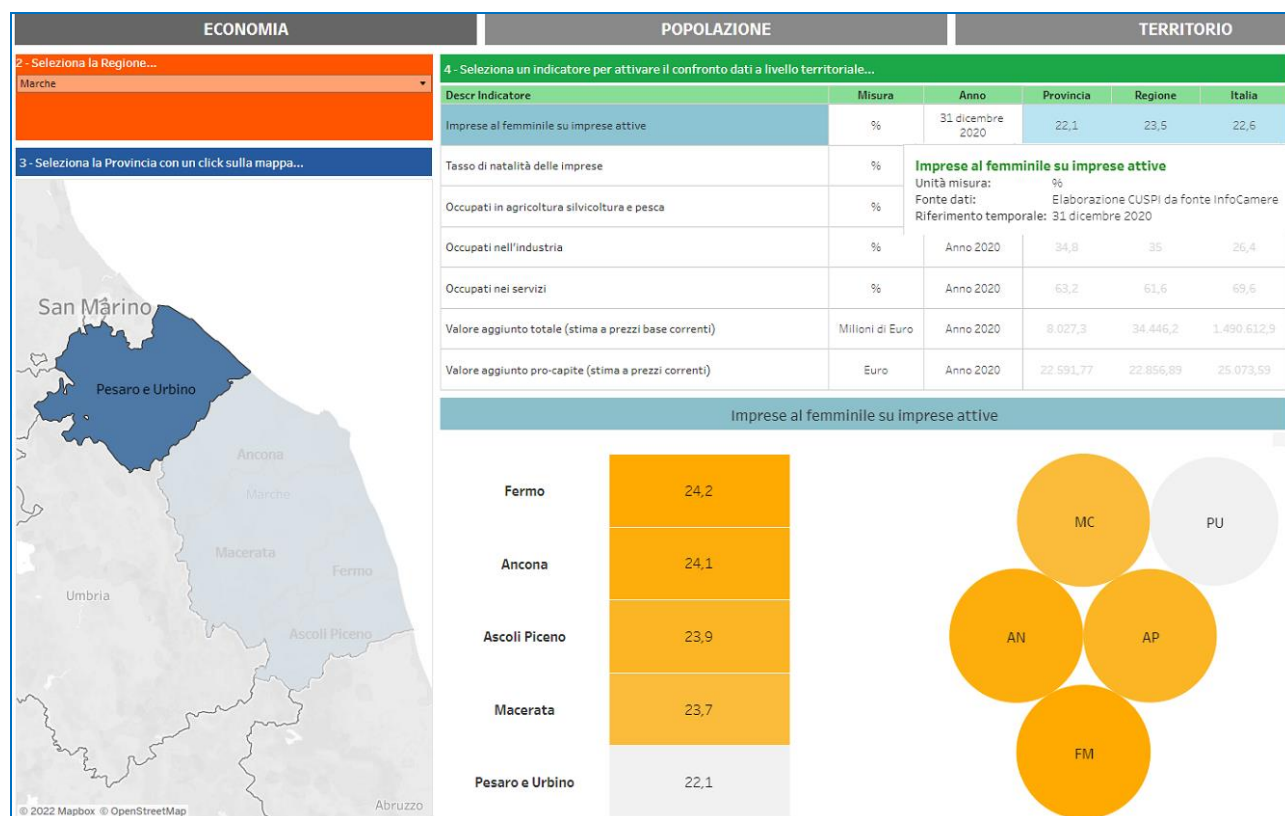 ECONOMIA
POPOLAZIONE
TERRITORIO
2 - Seleziona la Regione...
Marche
3 - Seleziona la Provincia con un click sulla mappa...
San Marino
Pesaro e Urbino
Ancona
Marche
Macerata
Fermo
Umbria
Ascoli Piceno
Abruzzo
© 2022 Mapbox © OpenStreetMap
4 - Seleziona un indicatore per attivare il confronto dati a livello territoriale...
Descr Indicatore Misura Anno Provincia Regione Italia
Imprese al femminile su imprese attive % 31 dicembre 2020 22,1 23,5 22,6
Tasso di natalità delle imprese %
Occupati in agricoltura silvicoltura e pesca %
Imprese al femminile su imprese attive
Unità misura: %
Fonte dati: Elaborazione CUSPI da fonte InfoCamere
Riferimento temporale: 31 dicembre 2020
Occupati nell'industria % Anno 2020 34,8 35 26,4
Occupati nei servizi % Anno 2020 63,2 61,6 69,6
Valore aggiunto totale (stima a prezzi base correnti) Milioni di Euro Anno 2020 8.027,3 34.446,2 1.490.612,9
Valore aggiunto pro-capite (stima a prezzi correnti) Euro Anno 2020 22.591,77 22.856,89 25.073,59
Imprese al femminile su imprese attive
Fermo 24,2
Ancona 24,1
Ascoli Piceno 23,9
Macerata 23,7
Pesaro e Urbino 22,1
MC
PU
AN
AP
FM